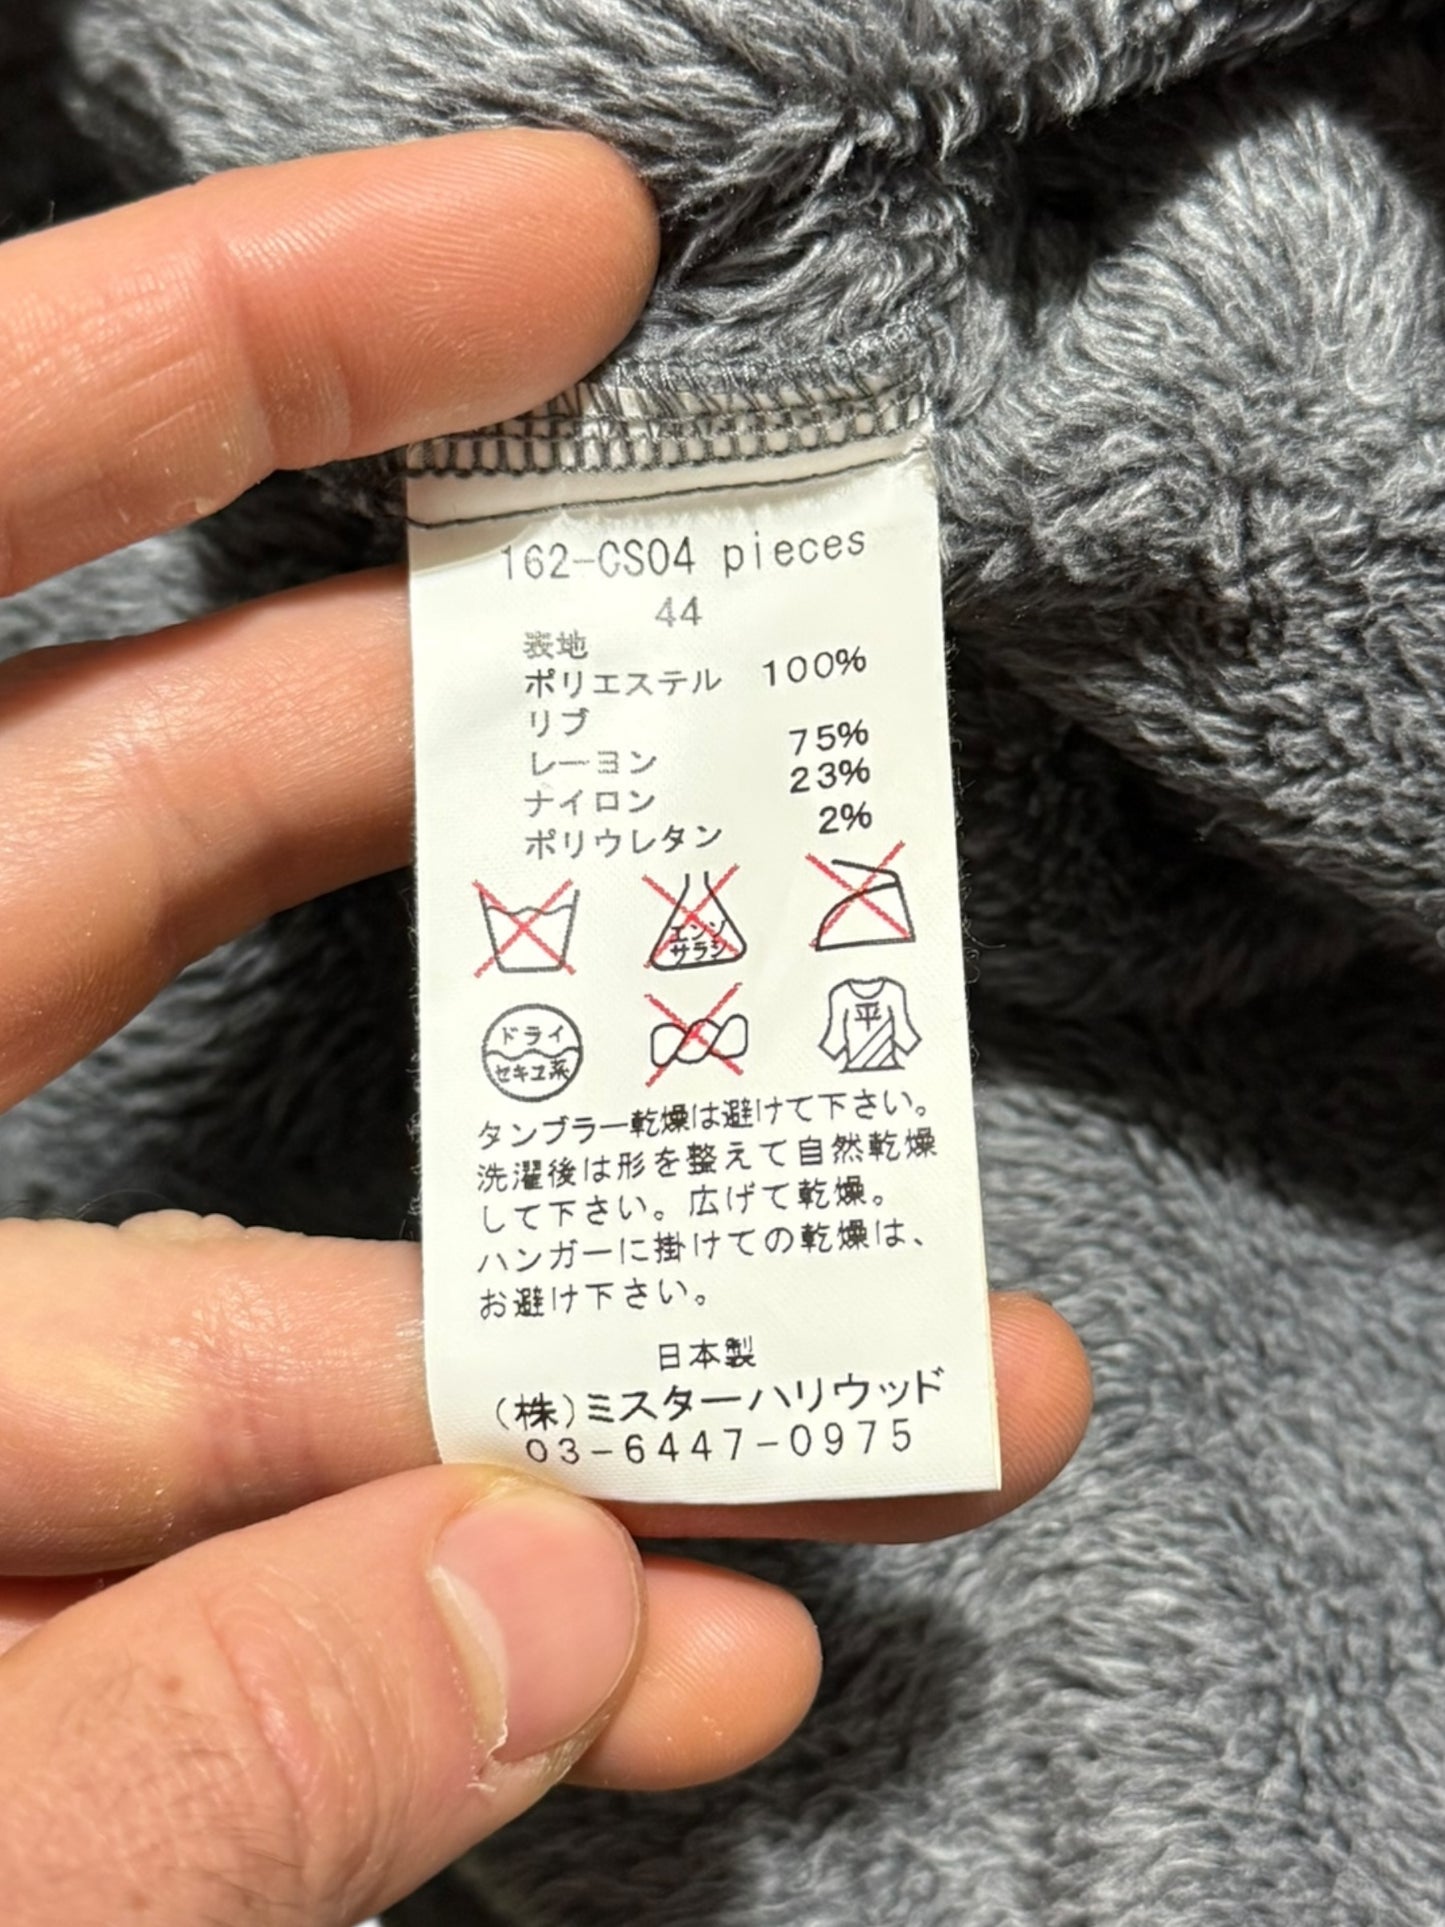 162-CS04 pieces
44
表地
ポリエステル 100%
リブ
レーヨン 75%
ナイロン 23%
ポリウレタン 2%
エンソ
サラシ
平
ドライ
セキユ系
タンブラー乾燥は避けて下さい。
洗濯後は形を整えて自然乾燥
して下さい。広げて乾燥。
ハンガーに掛けての乾燥は、
お避け下さい。
日本製
(株)ミスターハリウッド
03-6447-0975